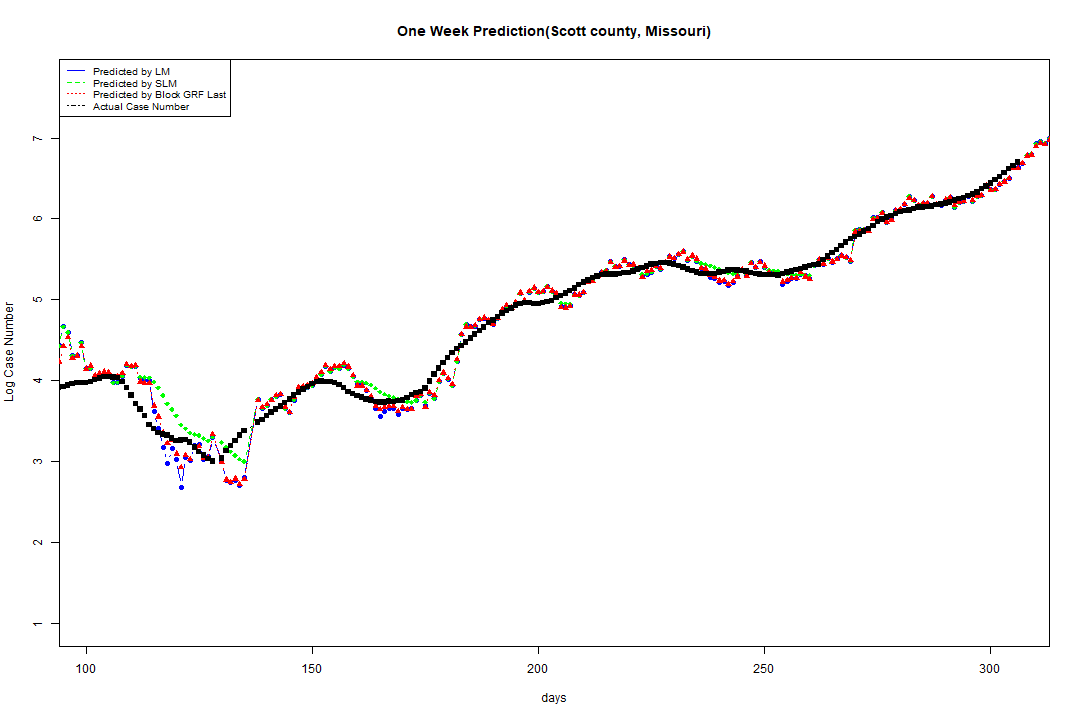 One Week Prediction(Scott county, Missouri)
Predicted by LM
Predicted by SLM
Predicted by Block GRF Last
Actual Case Number
7
6
5
4
3
2
1
Log Case Number
100 150 200 250 300
days